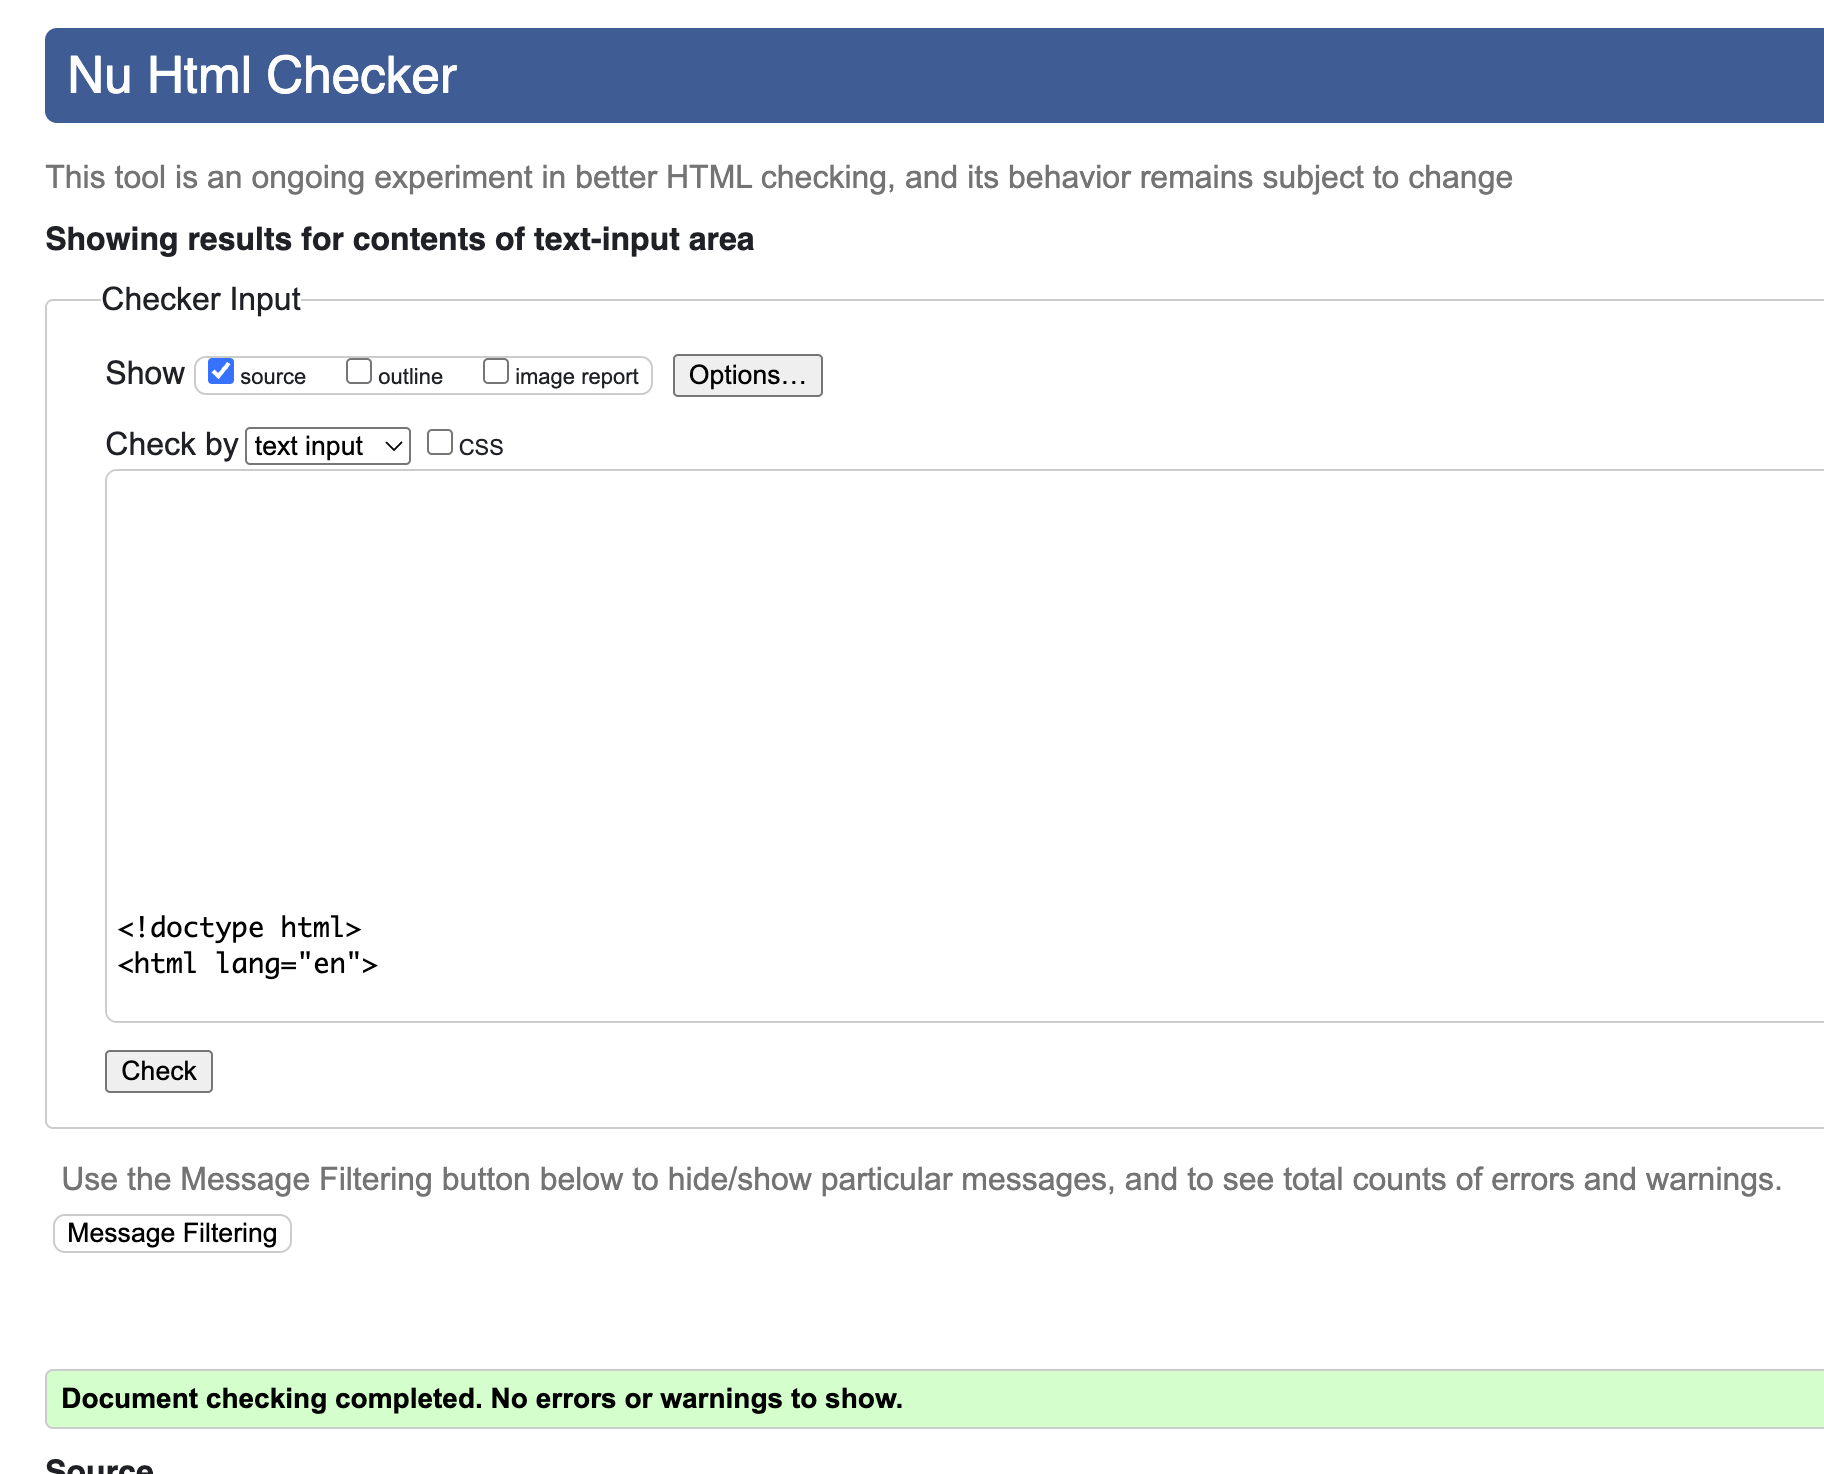 Nu Html Checker
This tool is an ongoing experiment in better HTML checking, and its behavior remains subject to change
Showing results for contents of text-input area
Checker Input
Show source outline image report Options...
Check by text input CSS
<!doctype html>
<html lang="en">
Check
Use the Message Filtering button below to hide/show particular messages, and to see total counts of errors and warnings.
Message Filtering
Document checking completed. No errors or warnings to show.
Source